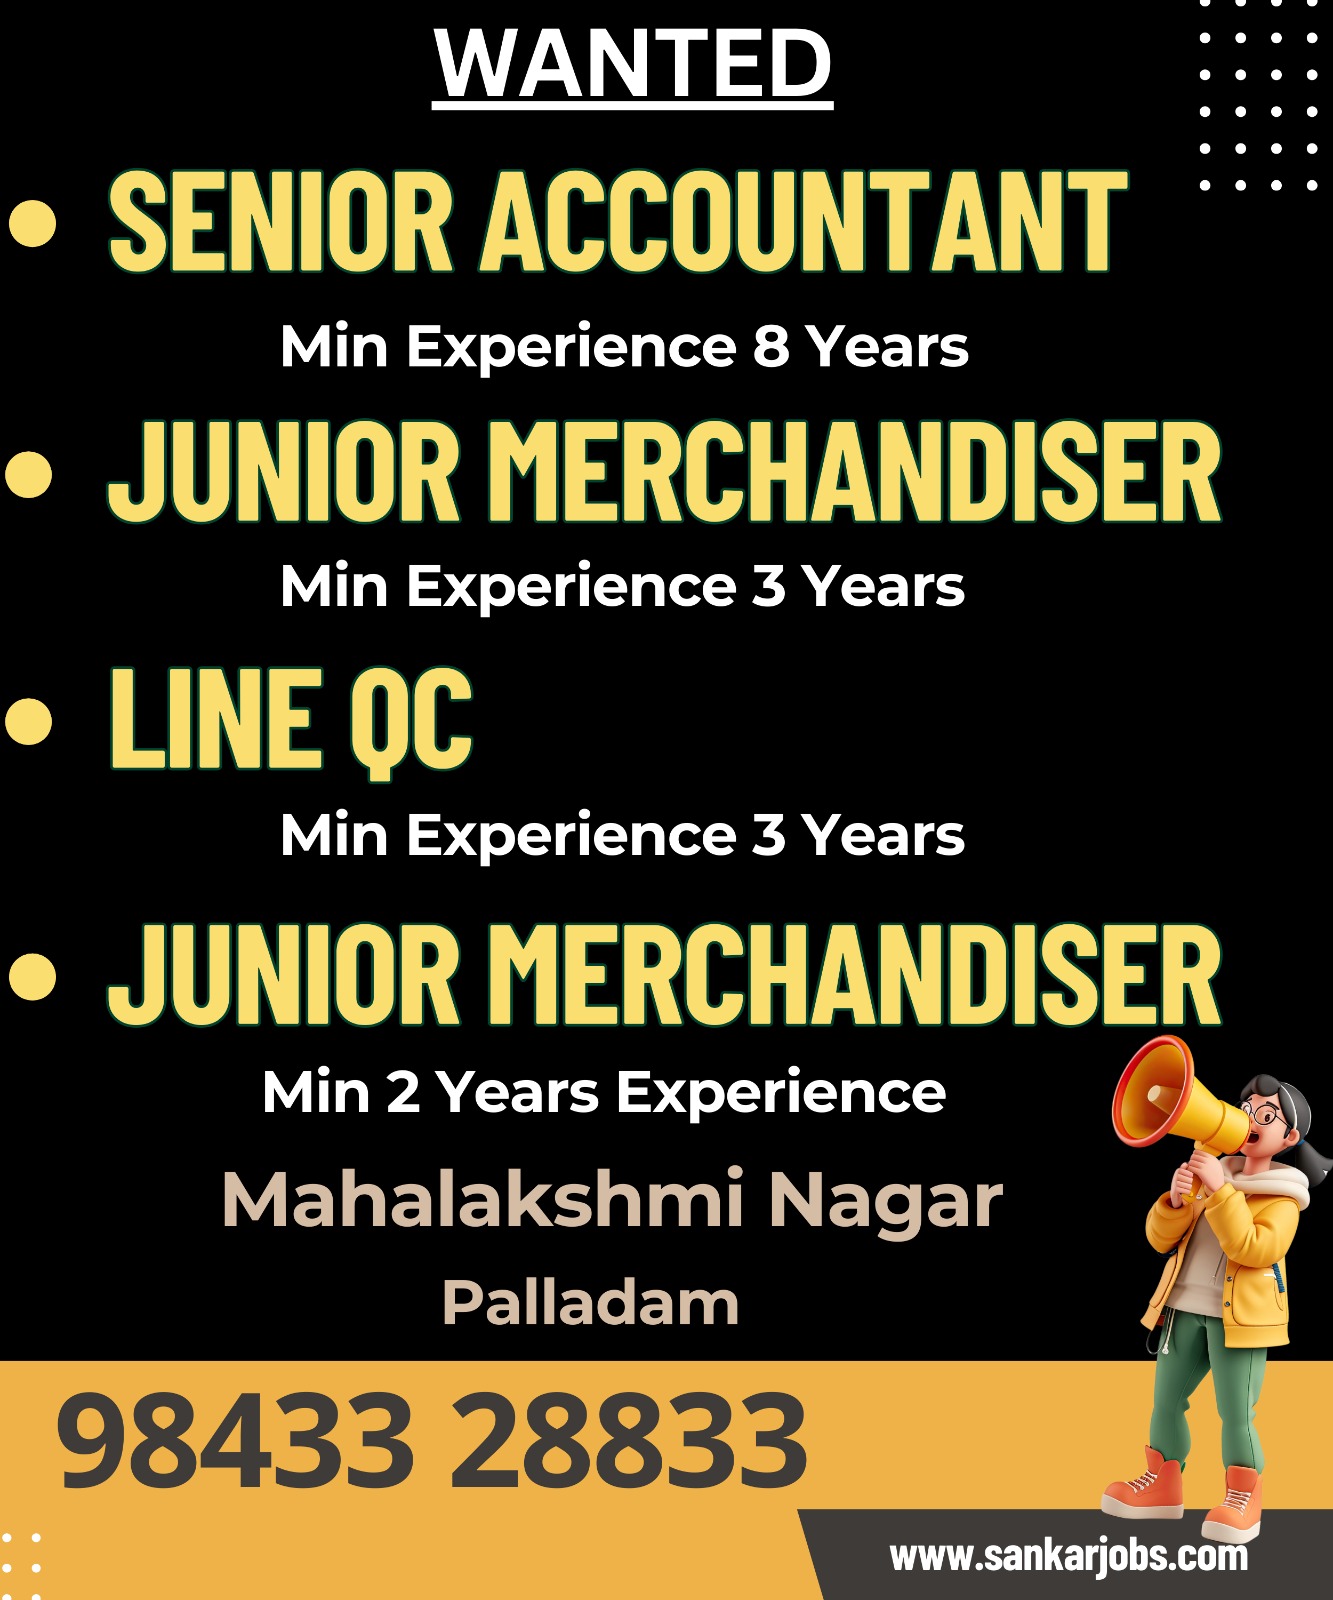 WANTED
SENIOR ACCOUNTANT
Min Experience 8 Years
JUNIOR MERCHANDISER
Min Experience 3 Years
LINE QC
Min Experience 3 Years
JUNIOR MERCHANDISER
Min 2 Years Experience
Mahalakshmi Nagar
Palladam
98433 28833
www.sankarjobs.com